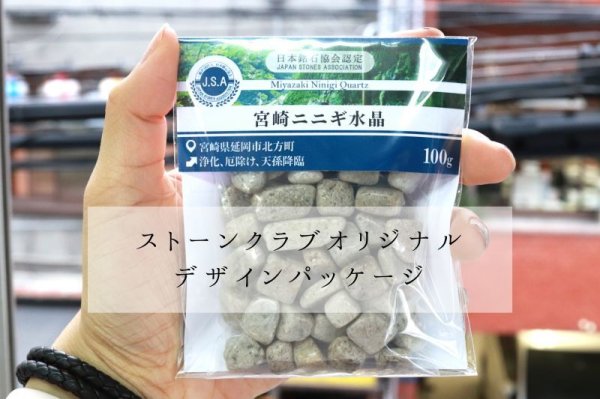 日本銘石協会認定
JAPAN STONES ASSOCIATION
J.S.A
Miyazaki Ninigi Quartz
宮崎ニニギ水晶
宮崎県延岡市北方町
浄化、厄除け、天孫降臨
100g
ストーンクラブオリジナル
デザインパッケージ